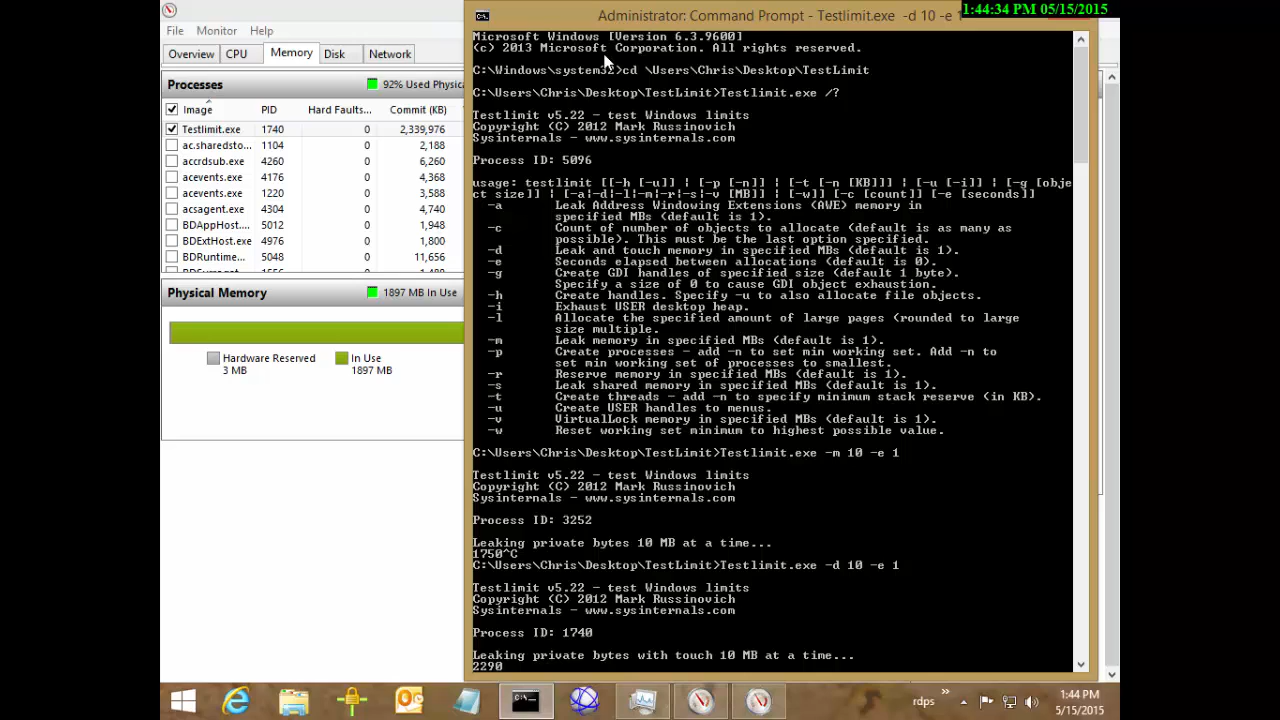 1:44:34 PM 05/15/2015
Administrator: Command Prompt - Testlimit.exe  -d 10 -e 1
File Monitor Help
Overview CPU Memory Disk Network
Processes 92% Used Physica
Image PID Hard Faults... Commit (KB)
Testlimit.exe 1740 0 2,339,976
ac.sharedsto... 1104 0 2,188
accrdsub.exe 4260 0 6,260
acevents.exe 4176 0 4,368
acevents.exe 1220 0 3,588
acsagent.exe 4304 0 4,740
BDAppHost... 5012 0 1,948
BDExtHost.exe 4976 0 1,800
BDRuntime... 5048 0 11,656
Physical Memory 1897 MB In Use
Hardware Reserved In Use
3 MB 1897 MB
Microsoft Windows [Version 6.3.9600]
(c) 2013 Microsoft Corporation. All rights reserved.
C:\Windows\system32>cd \Users\Chris\Desktop\TestLimit
C:\Users\Chris\Desktop\TestLimit>Testlimit.exe /?
Testlimit v5.22 - test Windows limits
Copyright (C) 2012 Mark Russinovich
Sysinternals - www.sysinternals.com
Process ID: 5096
usage: testlimit [[-h [-u]] | [-p [-n]] | [-t [-n [KB]]] | [-u [-i]] | [-g [obje
ct size]] | [-a|-d|-l|-m|-r|-s|-v [MB]] | [-w]] [-c [count]] [-e [seconds]]
-a Leak Address Windowing Extensions (AWE) memory in
specified MBs (default is 1).
-c Count of number of objects to allocate (default is as many as
possible). This must be the last option specified.
-d Leak and touch memory in specified MBs (default is 1).
-e Seconds elapsed between allocations (default is 0).
-g Create GDI handles of specified size (default 1 byte).
Specify a size of 0 to cause GDI object exhaustion.
-h Create handles. Specify -u to also allocate file objects.
-i Exhaust USER desktop heap.
-l Allocate the specified amount of large pages (rounded to large
size multiple.
-m Leak memory in specified MBs (default is 1).
-p Create processes - add -n to set min working set. Add -n to
set min working set of processes to smallest.
-r Reserve memory in specified MBs (default is 1).
-s Leak shared memory in specified MBs (default is 1).
-t Create threads - add -n to specify minimum stack reserve (in KB).
-u Create USER handles to menus.
-v VirtualLock memory in specified MBs (default is 1).
-w Reset working set minimum to highest possible value.
C:\Users\Chris\Desktop\TestLimit>Testlimit.exe -m 10 -e 1
Testlimit v5.22 - test Windows limits
Copyright (C) 2012 Mark Russinovich
Sysinternals - www.sysinternals.com
Process ID: 3252
Leaking private bytes 10 MB at a time...
1750^C
C:\Users\Chris\Desktop\TestLimit>Testlimit.exe -d 10 -e 1
Testlimit v5.22 - test Windows limits
Copyright (C) 2012 Mark Russinovich
Sysinternals - www.sysinternals.com
Process ID: 1740
Leaking private bytes with touch 10 MB at a time...
2290
rdps
1:44 PM
5/15/2015